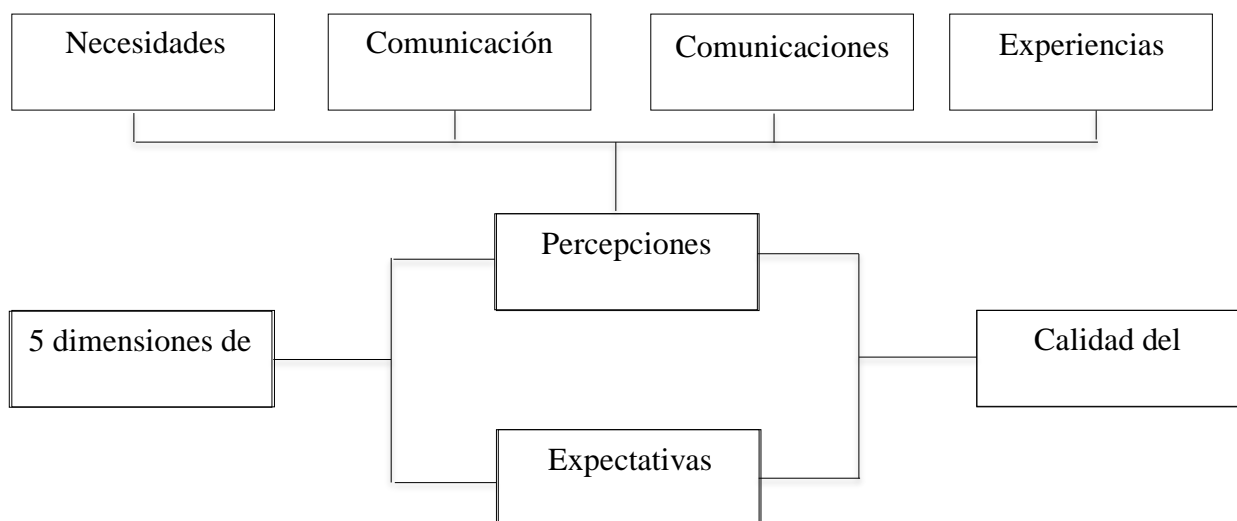 Necesidades
Comunicación
Comunicaciones
Experiencias
Percepciones
5 dimensiones de
Calidad del
Expectativas